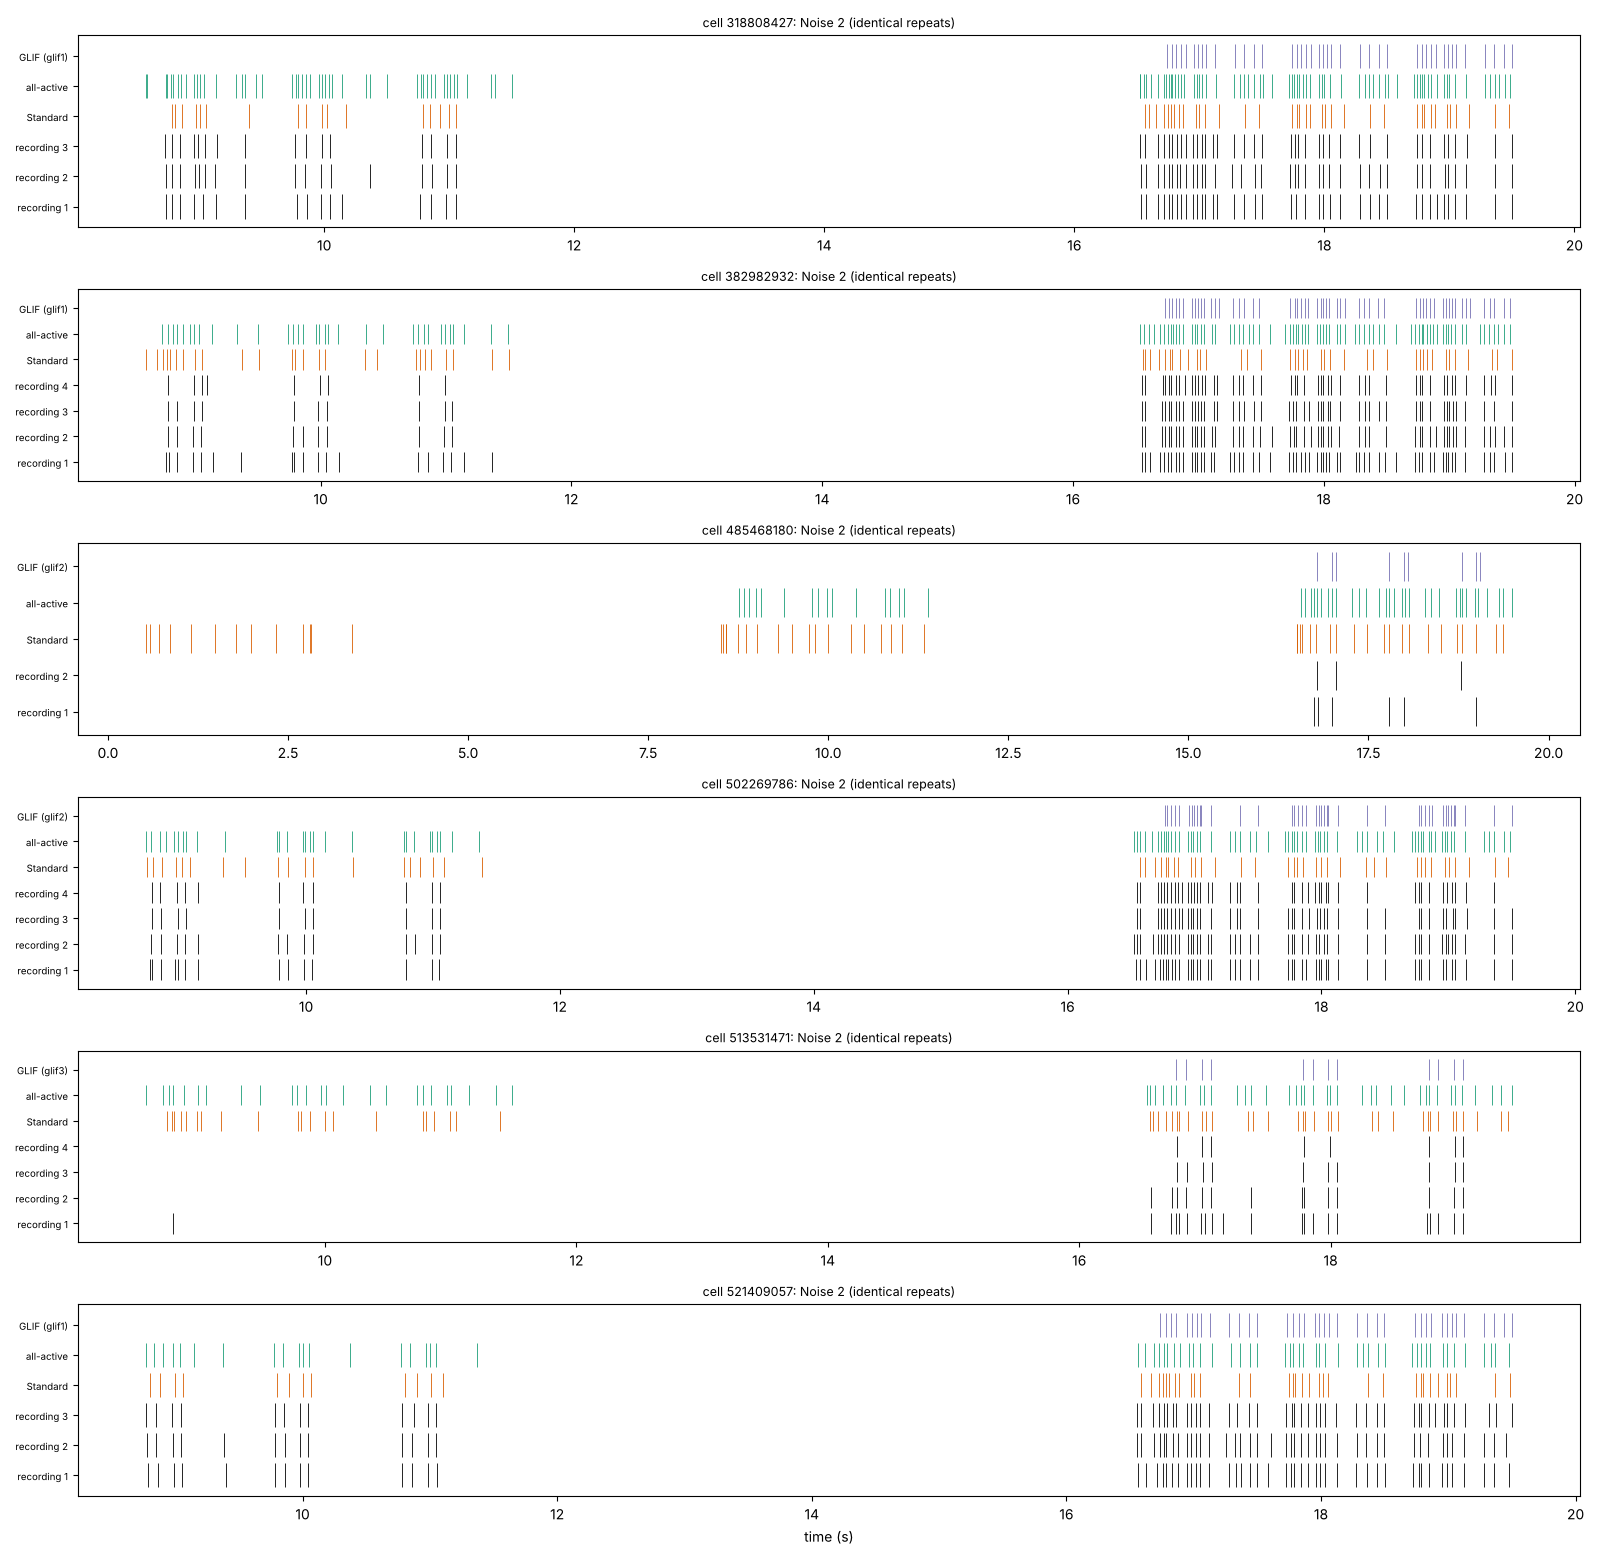 cell 318808427: Noise 2 (identical repeats)
GLIF (glif1)
all-active
Standard
recording 3
recording 2
recording 1
10 12 14 16 18 20
cell 382982932: Noise 2 (identical repeats)
GLIF (glif1)
all-active
Standard
recording 4
recording 3
recording 2
recording 1
10 12 14 16 18 20
cell 485468180: Noise 2 (identical repeats)
GLIF (glif2)
all-active
Standard
recording 2
recording 1
0.0 2.5 5.0 7.5 10.0 12.5 15.0 17.5 20.0
cell 502269786: Noise 2 (identical repeats)
GLIF (glif2)
all-active
Standard
recording 4
recording 3
recording 2
recording 1
10 12 14 16 18 20
cell 513531471: Noise 2 (identical repeats)
GLIF (glif3)
all-active
Standard
recording 4
recording 3
recording 2
recording 1
10 12 14 16 18
cell 521409057: Noise 2 (identical repeats)
GLIF (glif1)
all-active
Standard
recording 3
recording 2
recording 1
10 12 14 16 18 20
time (s)